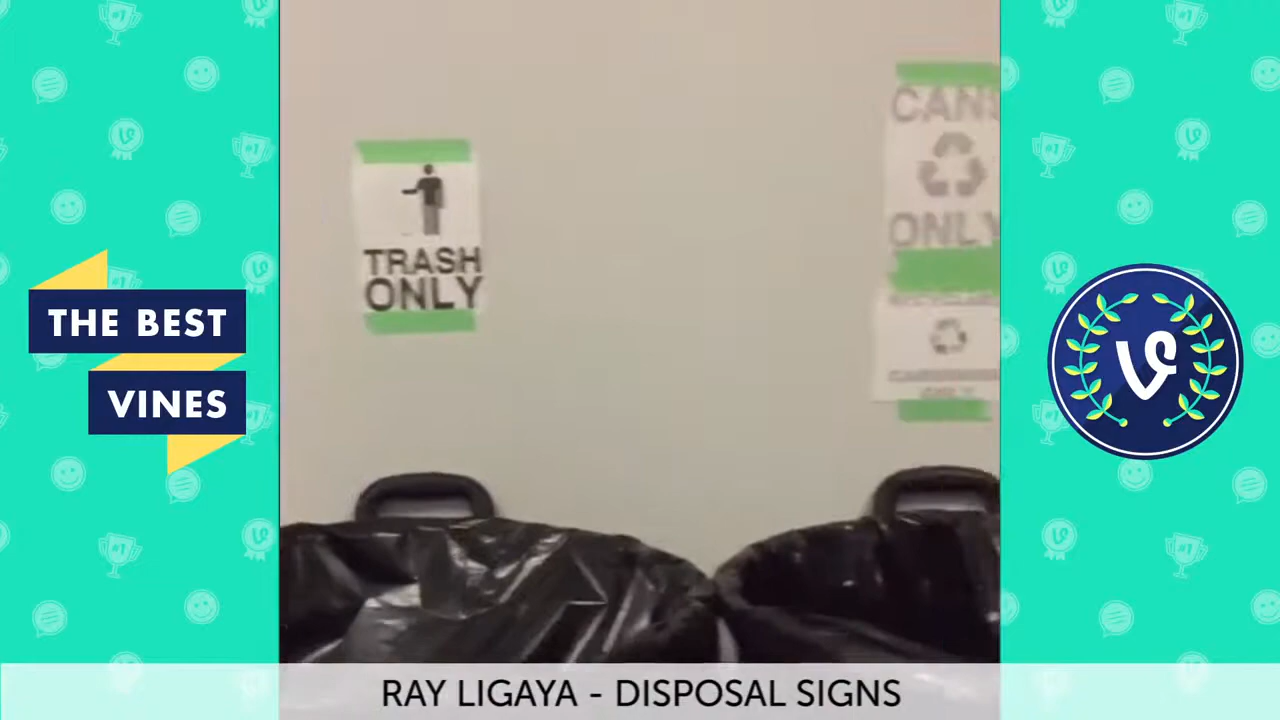 TRASH
ONLY
CANS
ONLY
THE BEST
VINES
RAY LIGAYA - DISPOSAL SIGNS